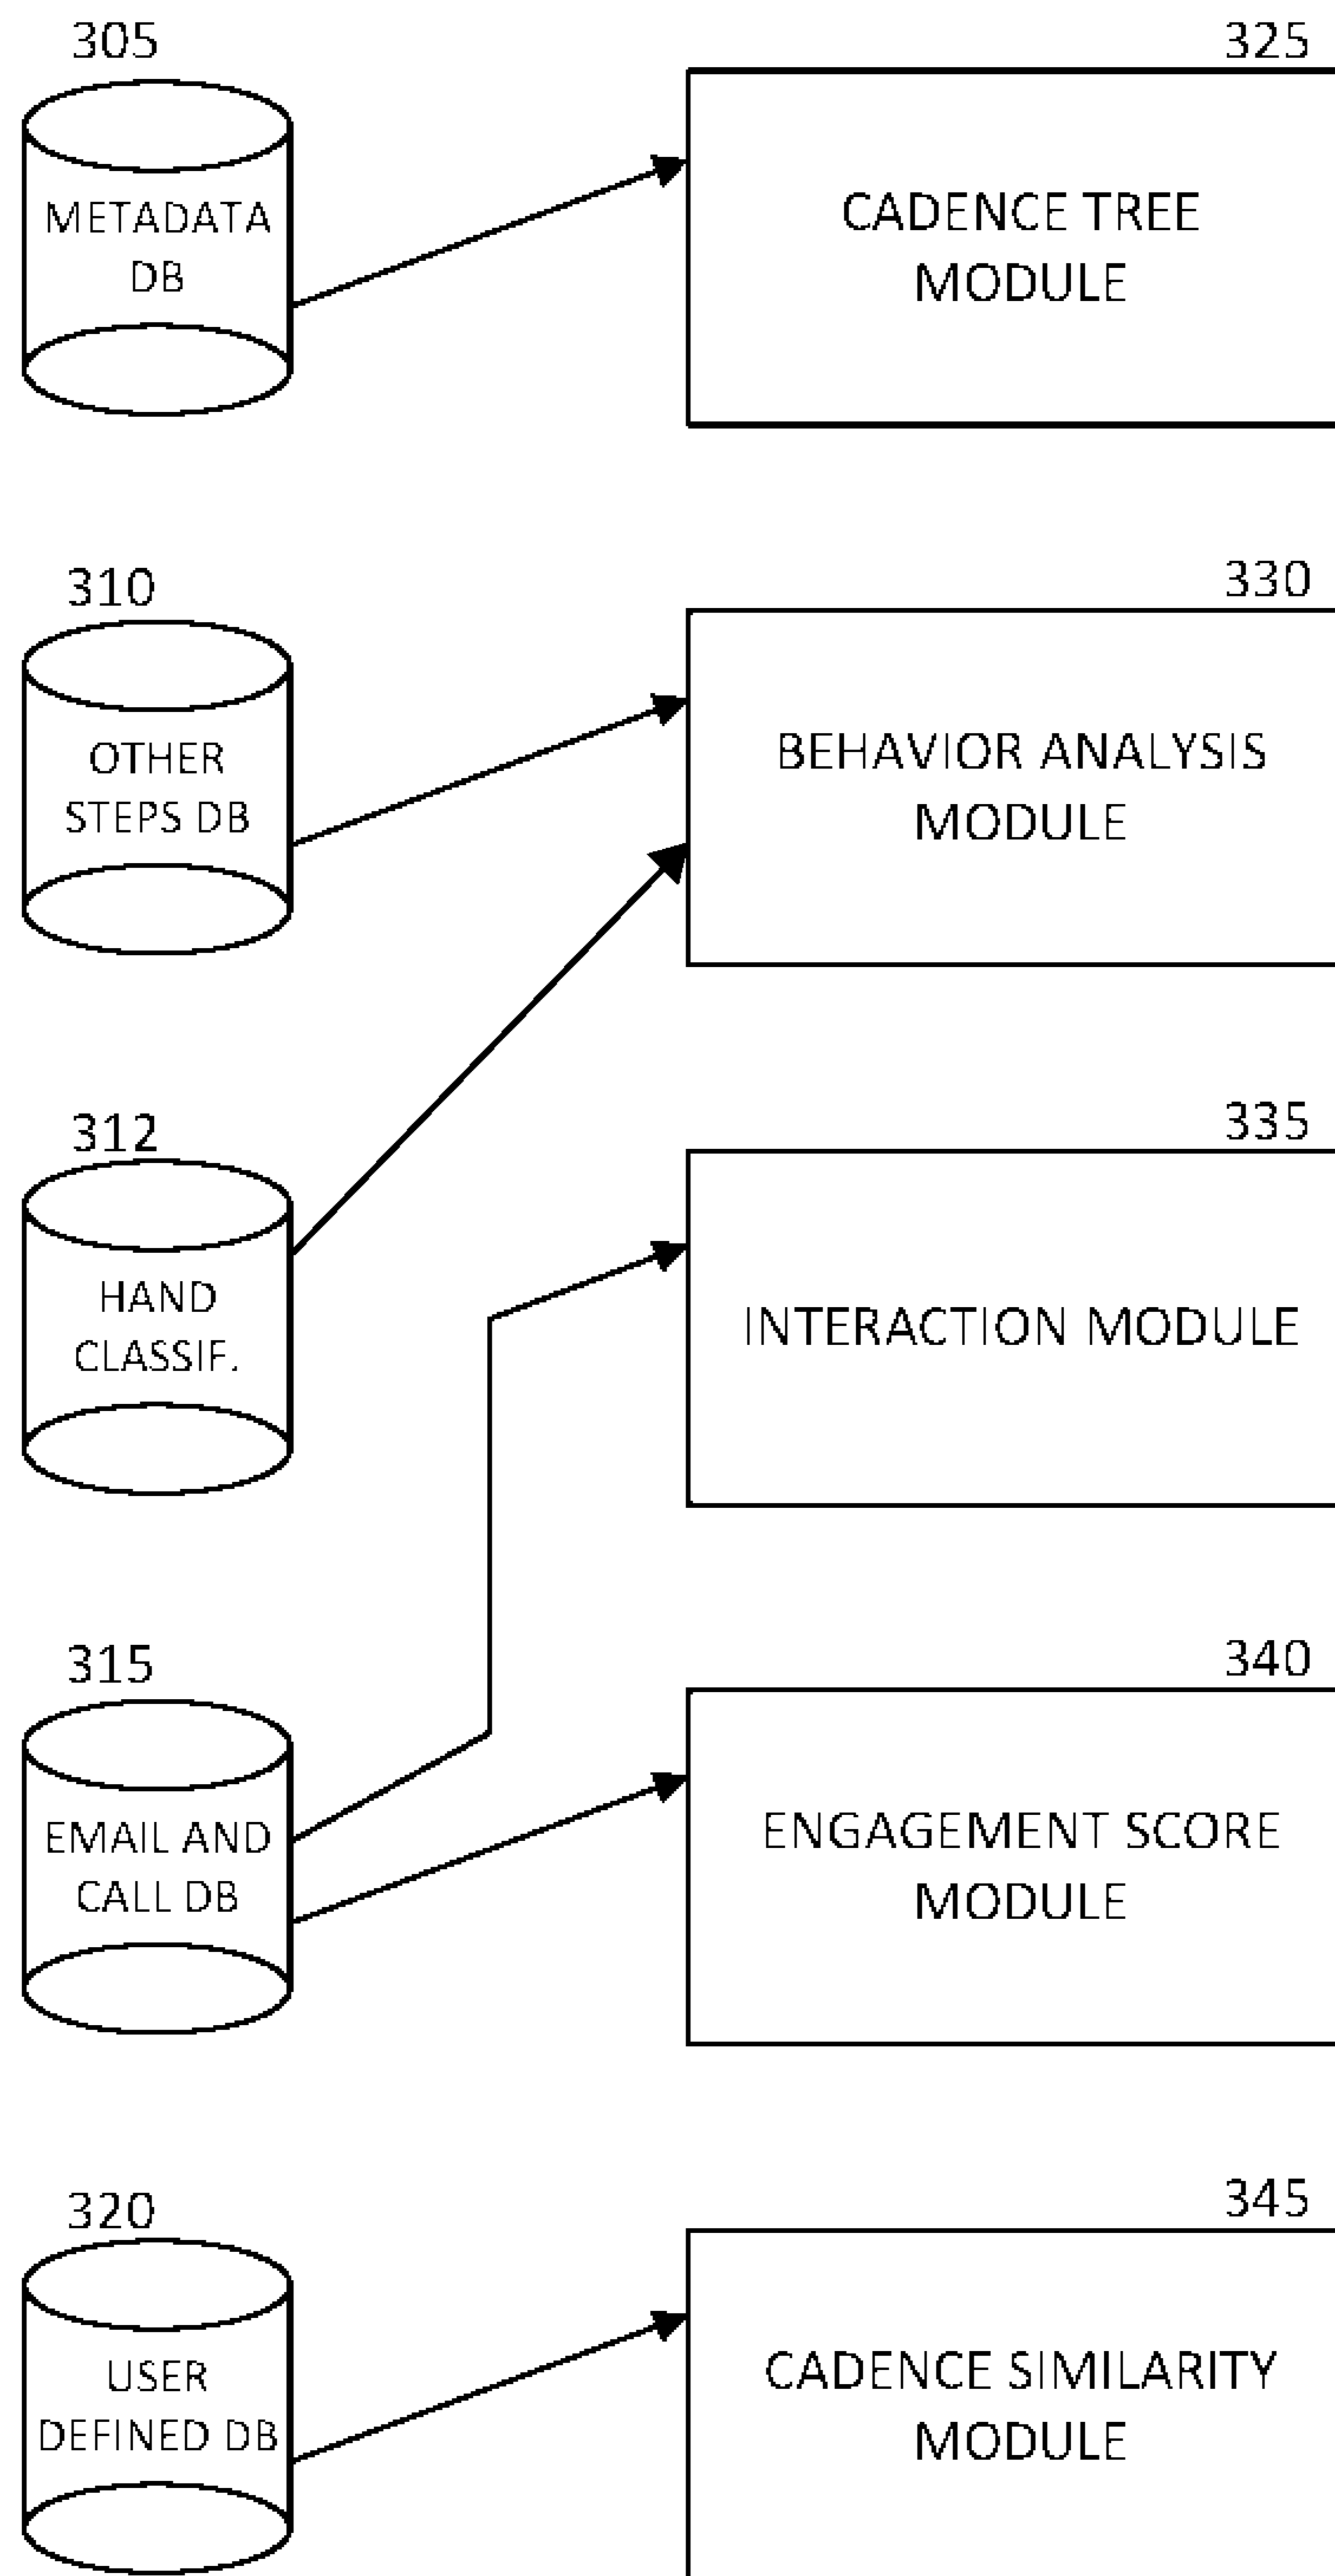 305
METADATA
DB
325
CADENCE TREE
MODULE
310
OTHER
STEPS DB
330
BEHAVIOR ANALYSIS
MODULE
312
HAND
CLASSIF.
335
INTERACTION MODULE
315
EMAIL AND
CALL DB
340
ENGAGEMENT SCORE
MODULE
320
USER
DEFINED DB
345
CADENCE SIMILARITY
MODULE